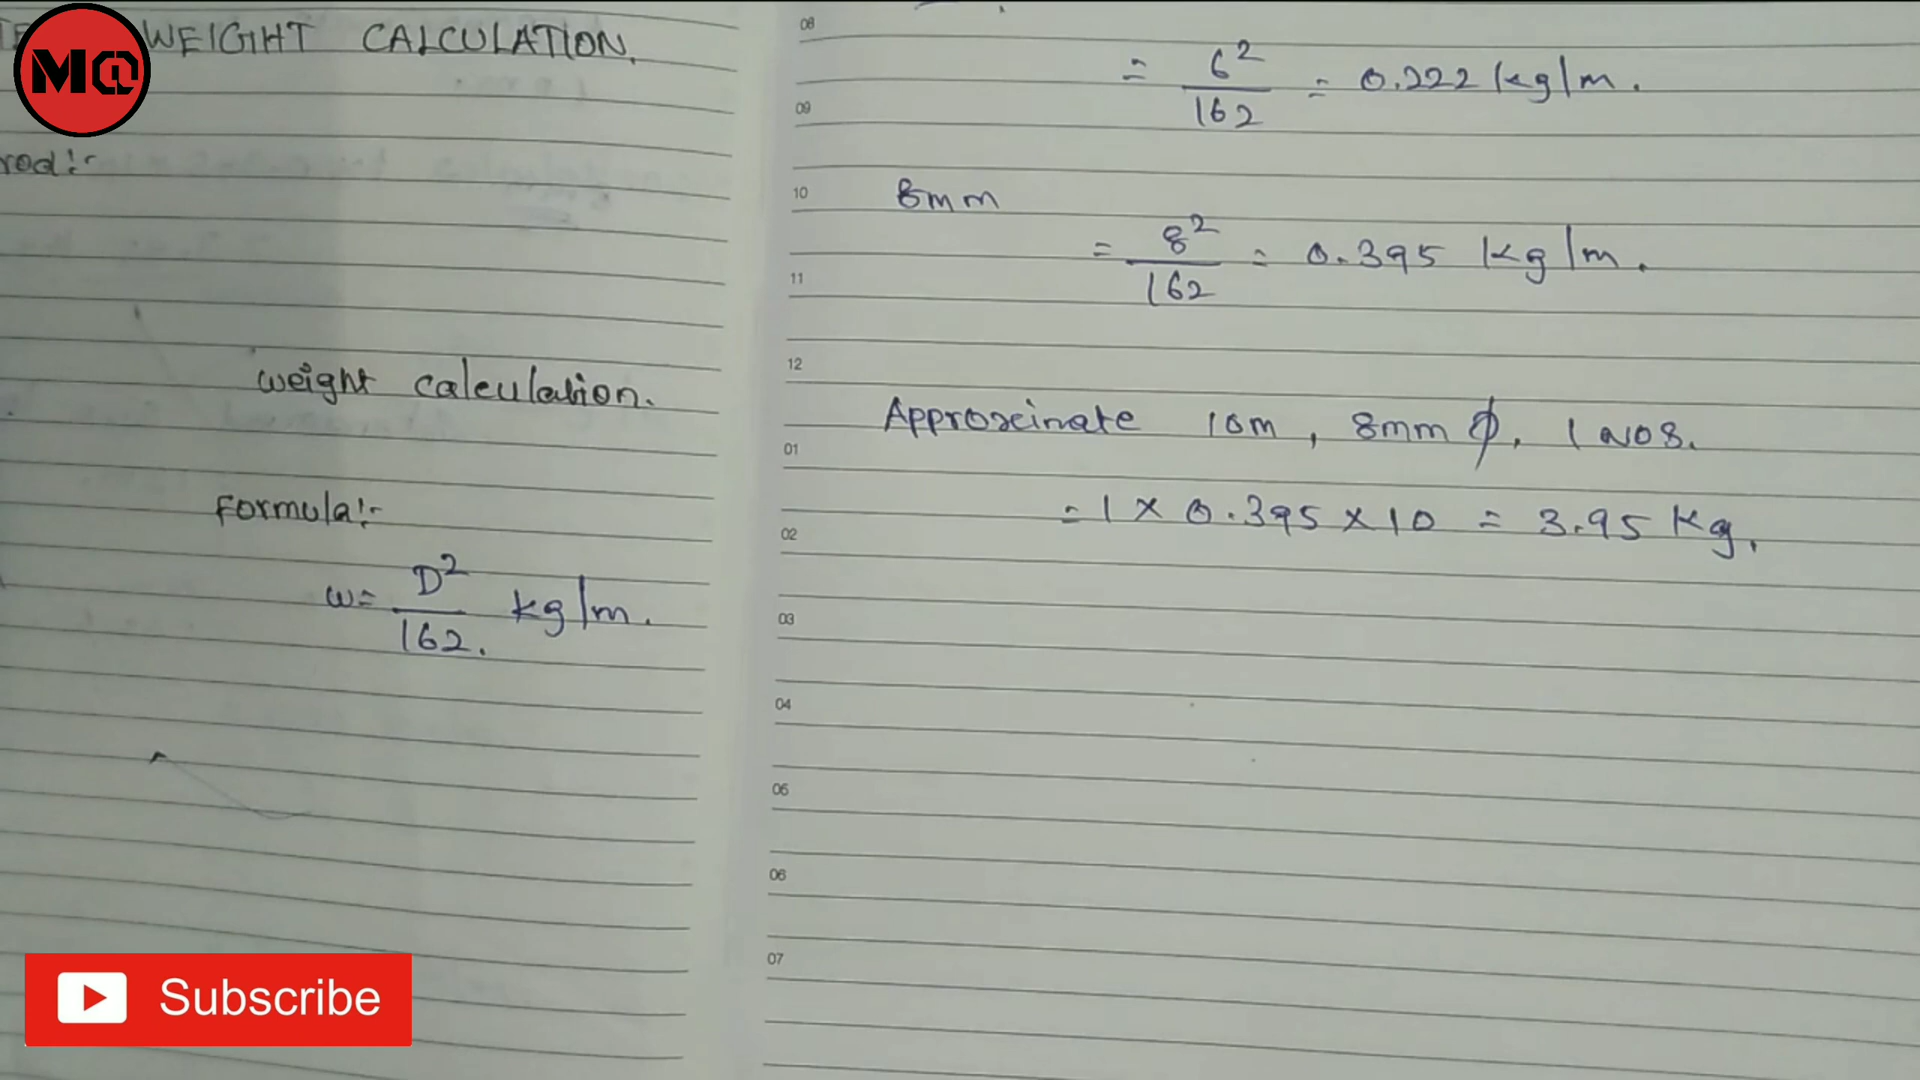 M@
WEIGHT CALCULATION.
rod:-
weight calculation.
Formula:-
w= D²/162. kg/m.
Subscribe
08
= 6²/162 = 0.222 kg/m.
09
10
8mm
= 8²/162 = 0.395 kg/m.
11
12
Approximate 10m, 8mm ϕ, 1 NOS.
01
= 1 × 0.395 × 10 = 3.95 Kg.
02
03
04
05
06
07